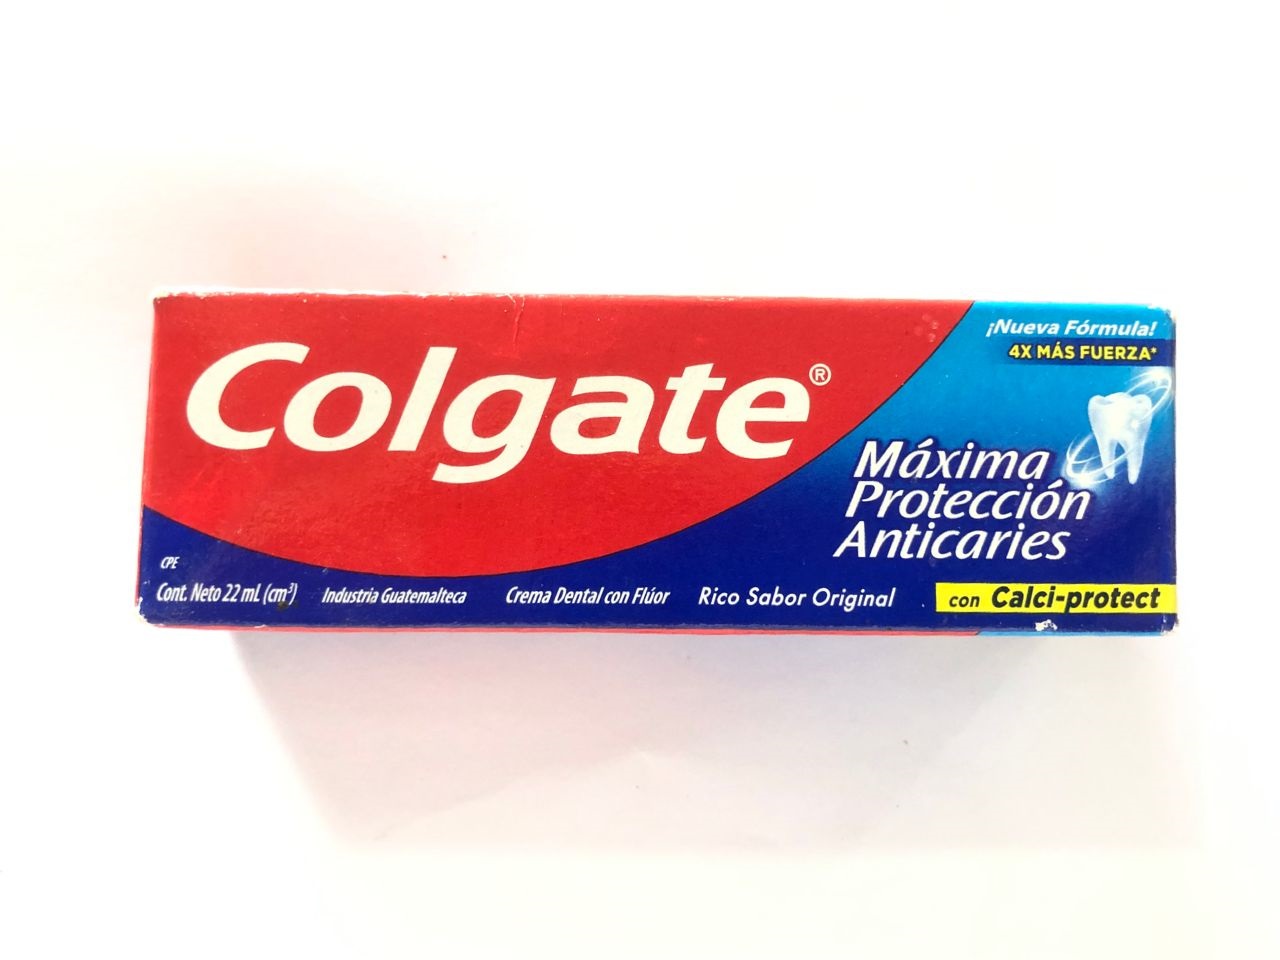 Colgate®
¡Nueva Fórmula!
4X MÁS FUERZA*
Máxima
Protección
Anticaries
con Calci-protect
CPE
Cont. Neto 22 mL (cm³) Industria Guatemalteca Crema Dental con Flúor Rico Sabor Original